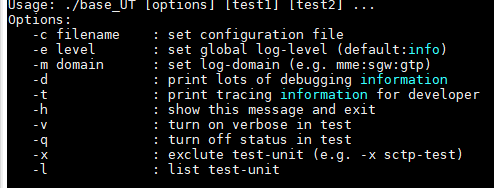 Usage: ./base_UT [options] [test1] [test2] ...
Options:
-c filename : set configuration file
-e level : set global log-level (default:info)
-m domain : set log-domain (e.g. mme:sgw:gtp)
-d : print lots of debugging information
-t : print tracing information for developer
-h : show this message and exit
-v : turn on verbose in test
-q : turn off status in test
-x : exclute test-unit (e.g. -x sctp-test)
-l : list test-unit